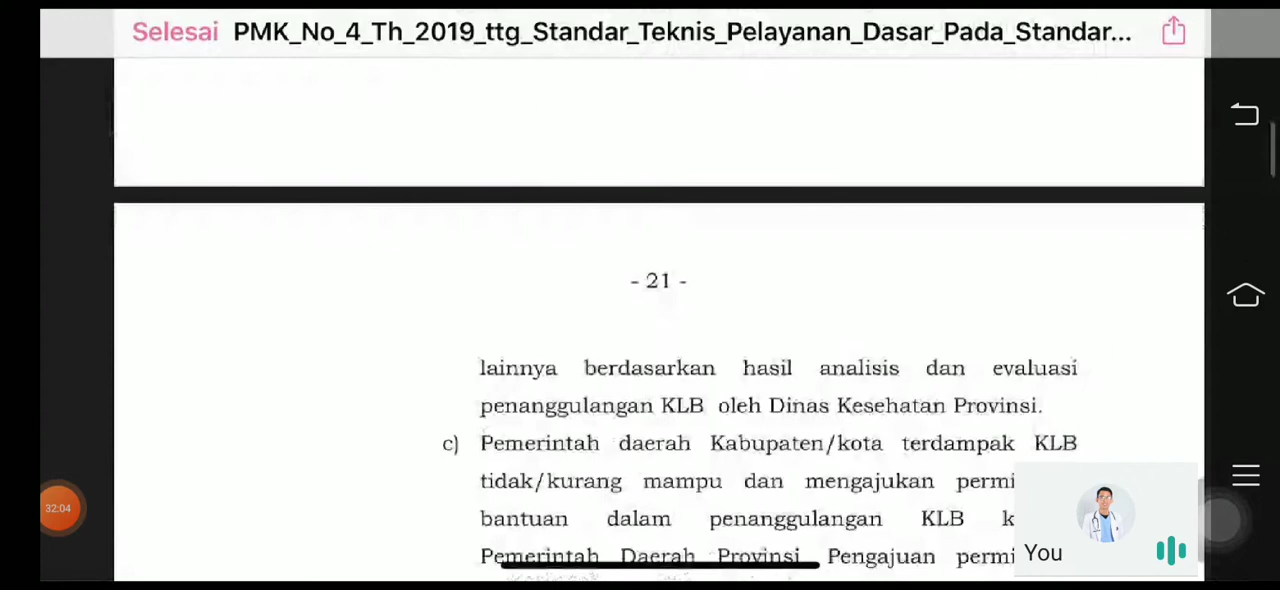 Selesai PMK_No_4_Th_2019_ttg_Standar_Teknis_Pelayanan_Dasar_Pada_Standar...
- 21 -
lainnya berdasarkan hasil analisis dan evaluasi
penanggulangan KLB oleh Dinas Kesehatan Provinsi.
c) Pemerintah daerah Kabupaten/kota terdampak KLB
tidak/kurang mampu dan mengajukan permi
bantuan dalam penanggulangan KLB k
Pemerintah Daerah Provinsi Pengajuan permi
32:04
You